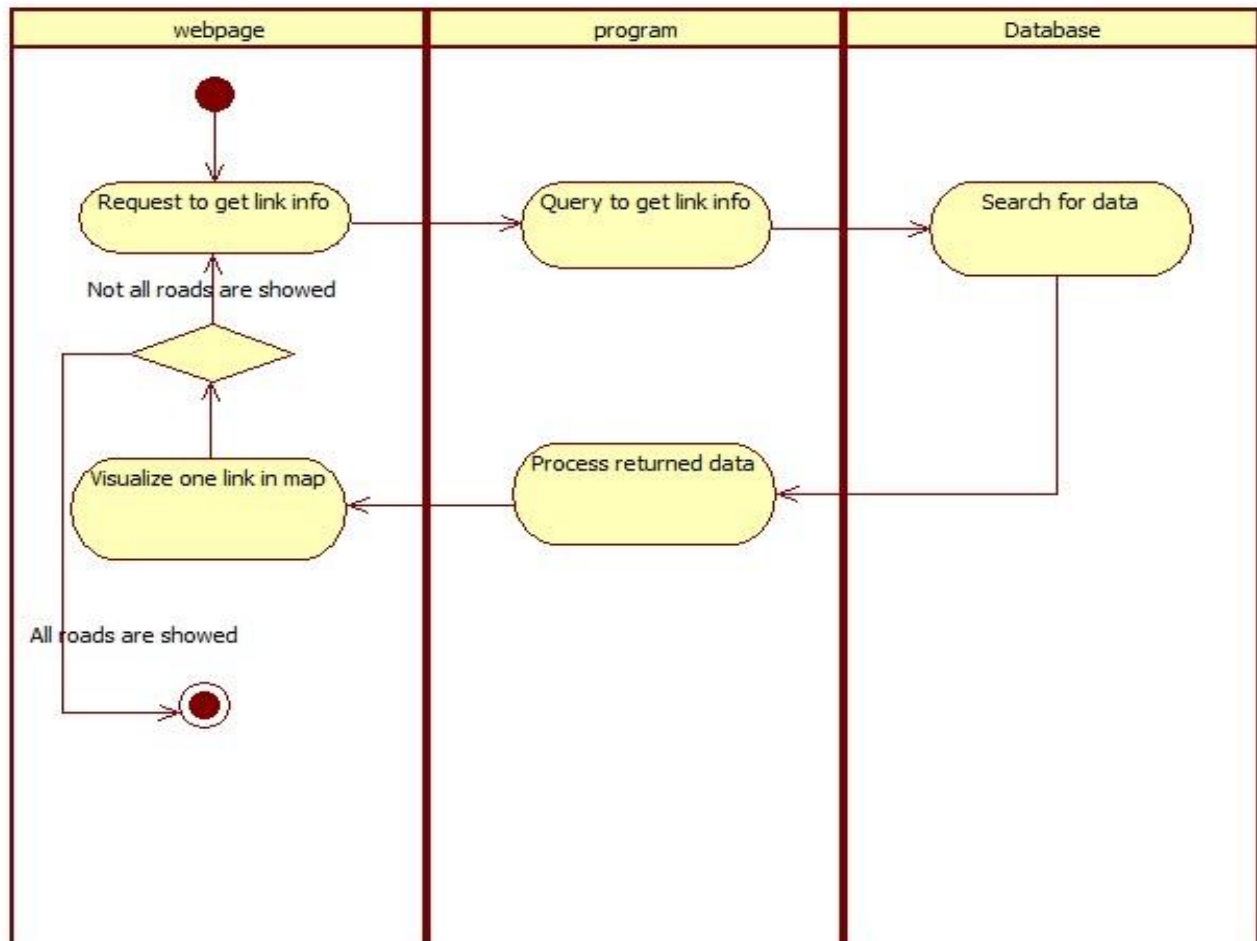 webpage
program
Database
Request to get link info
Query to get link info
Search for data
Not all roads are showed
Process returned data
Visualize one link in map
All roads are showed